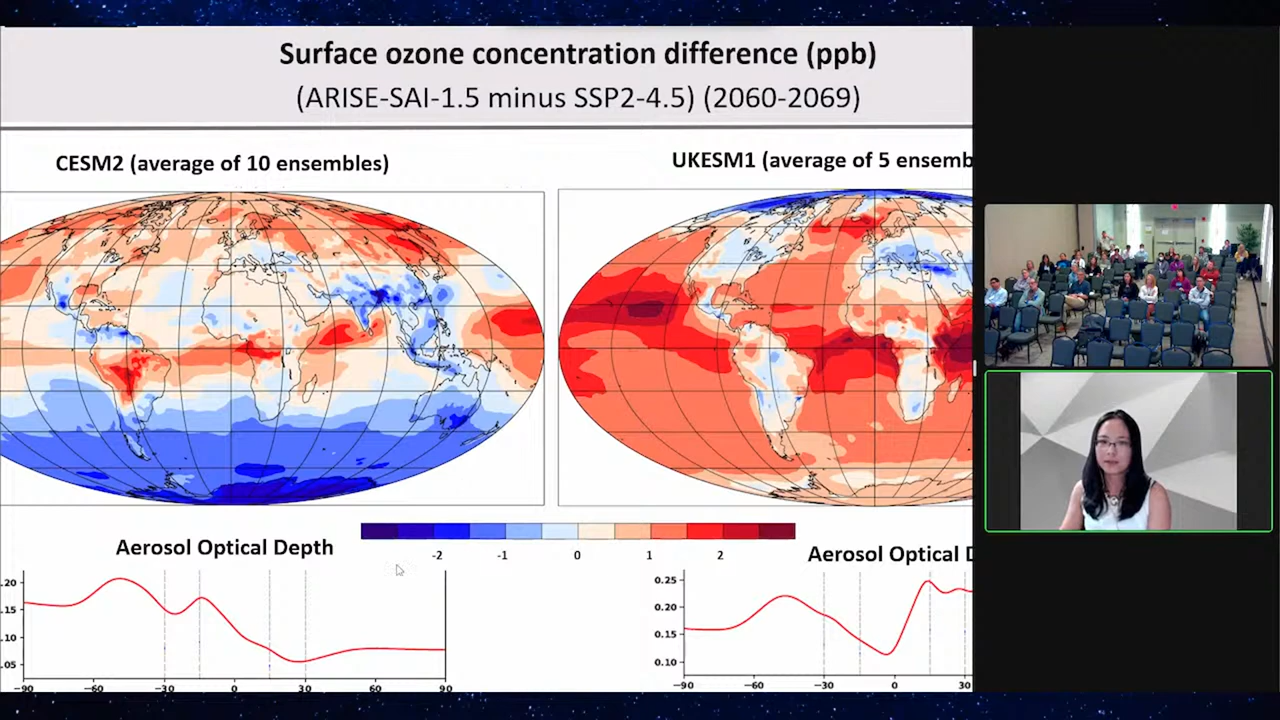 Surface ozone concentration difference (ppb)
(ARISE-SAI-1.5 minus SSP2-4.5) (2060-2069)
CESM2 (average of 10 ensembles)
UKESM1 (average of 5 ensemb
-2 -1 0 1 2
Aerosol Optical Depth
Aerosol Optical D
.20
.15
.10
.05
-90 -60 -30 0 30 60 90
0.25
0.20
0.15
0.10
-90 -60 -30 0 30